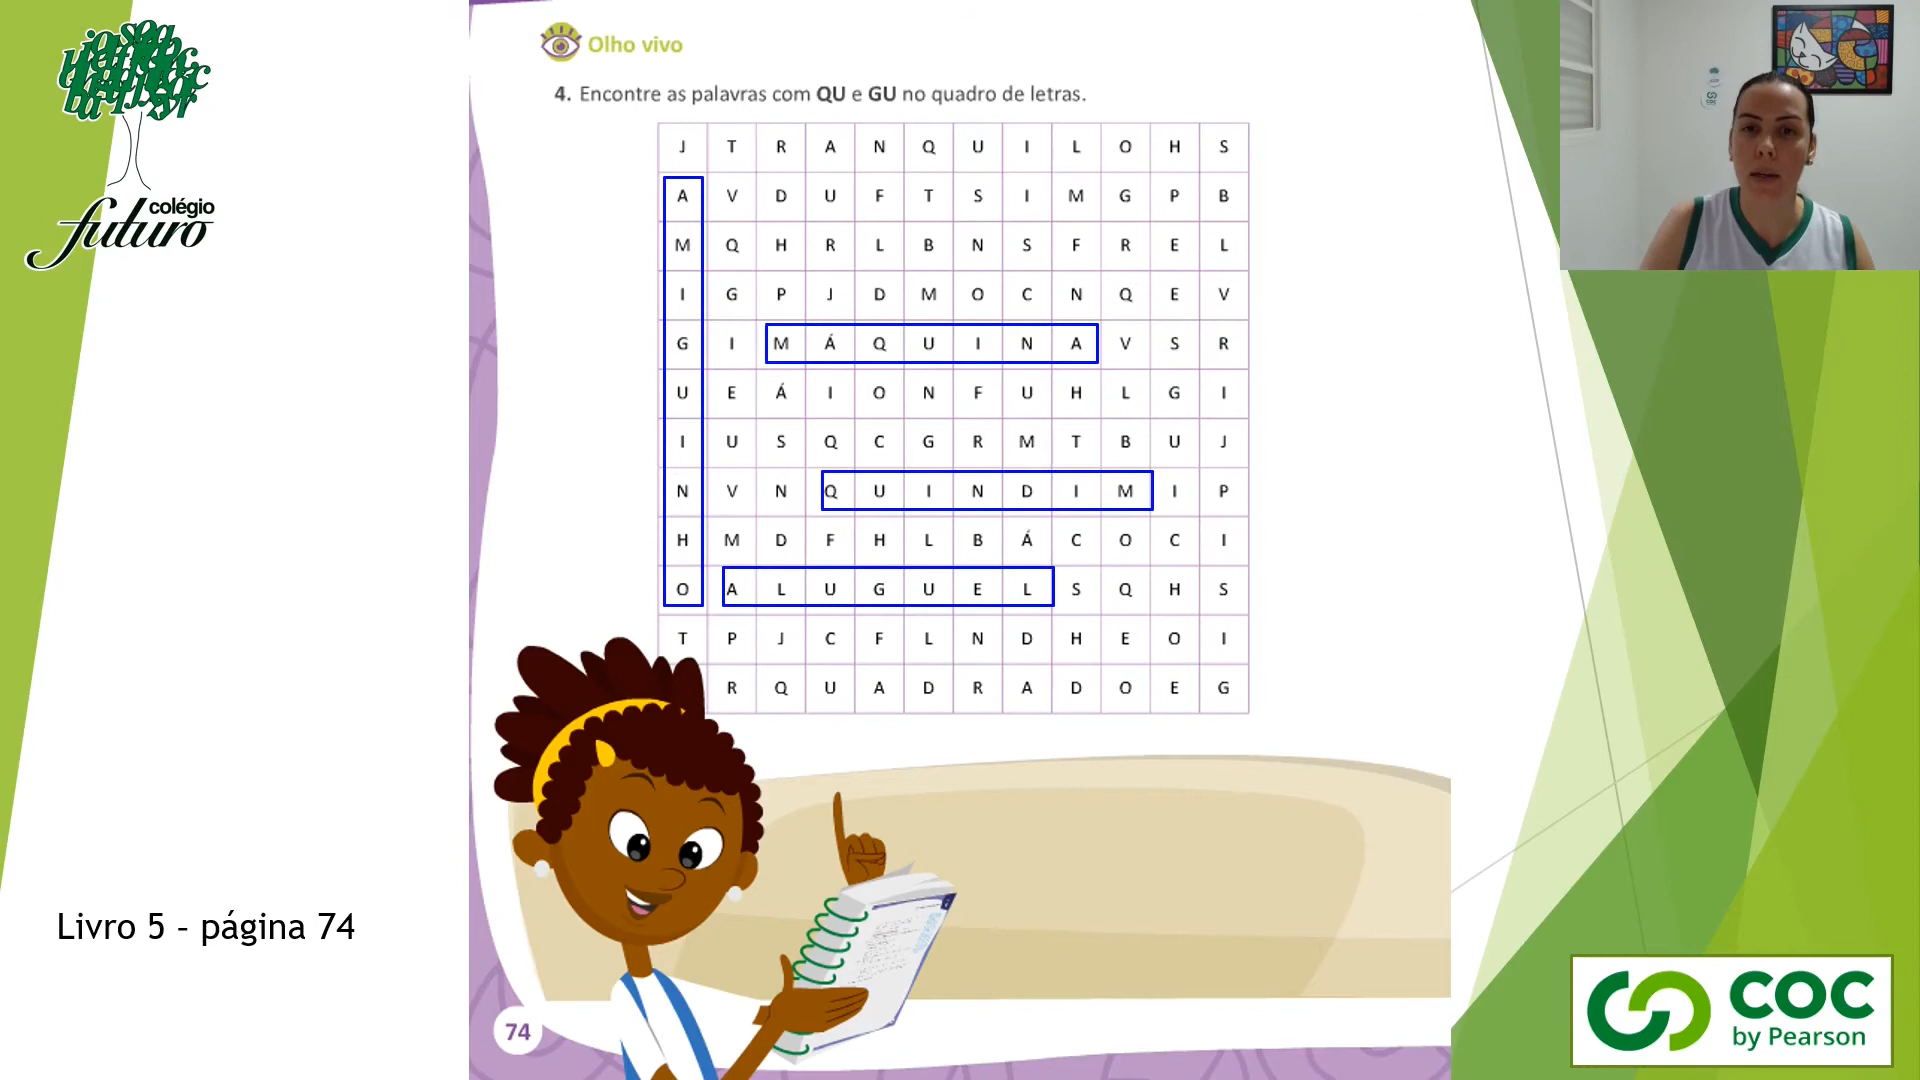 colégio
futuro
Olho vivo
4. Encontre as palavras com QU e GU no quadro de letras.
J T R A N Q U I L O H S
A V D U F T S I M G P B
M Q H R L B N S F R E L
I G P J D M O C N Q E V
G I M Á Q U I N A V S R
U E Á I O N F U H L G I
I U S Q C G R M T B U J
N V N Q U I N D I M I P
H M D F H L B Á C O C I
O A L U G U E L S Q H S
T P J C F L N D H E O I
R Q U A D R A D O E G
Livro 5 - página 74
74
COC
by Pearson